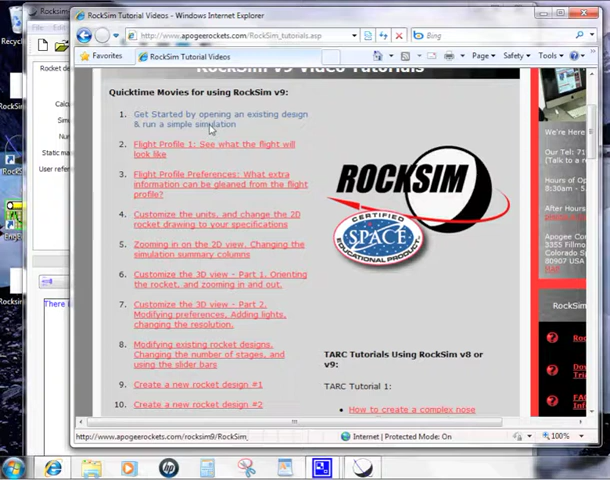 RockSim Tutorial Videos - Windows Internet Explorer
http://www.apogeerockets.com/RockSim_tutorials.asp
Bing
Favorites
RockSim Tutorial Videos
Page
Safety
Tools
File
Rocket de
Static ma
User refere
There
RockSim v9 Video Tutorials
Quicktime Movies for using RockSim v9:
1. Get Started by opening an existing design
& run a simple simulation
2. Flight Profile 1: See what the flight will
look like
3. Flight Profile Preferences: What extra
information can be gleaned from the flight
profile?
4. Customize the units, and change the 2D
rocket drawing to your specifications
5. Zooming in on the 2D view, Changing the
simulation summary columns
6. Customize the 3D view - Part 1. Orienting
the rocket, and zooming in and out.
7. Customize the 3D view - Part 2.
Modifying preferences, Adding lights,
changing the resolution.
8. Modifying existing rocket designs.
Changing the number of stages, and
using the slider bars
9. Create a new rocket design #1
10. Create a new rocket design #2
ROCKSIM
CERTIFIED
SPACE
EDUCATIONAL PRODUCT
TARC Tutorials Using RockSim v8 or
v9:
TARC Tutorial 1:
How to create a complex nose
We're Here
Our Tel: 71
(Talk to a r
Hours of Op
8:30am - 5.
After Hours
Apogee Co
3355 Fillmo
Colorado S
80907 USA
RockSim
http://www.apogeerockets.com/rocksim9/RockSim_
Internet | Protected Mode: On
100%